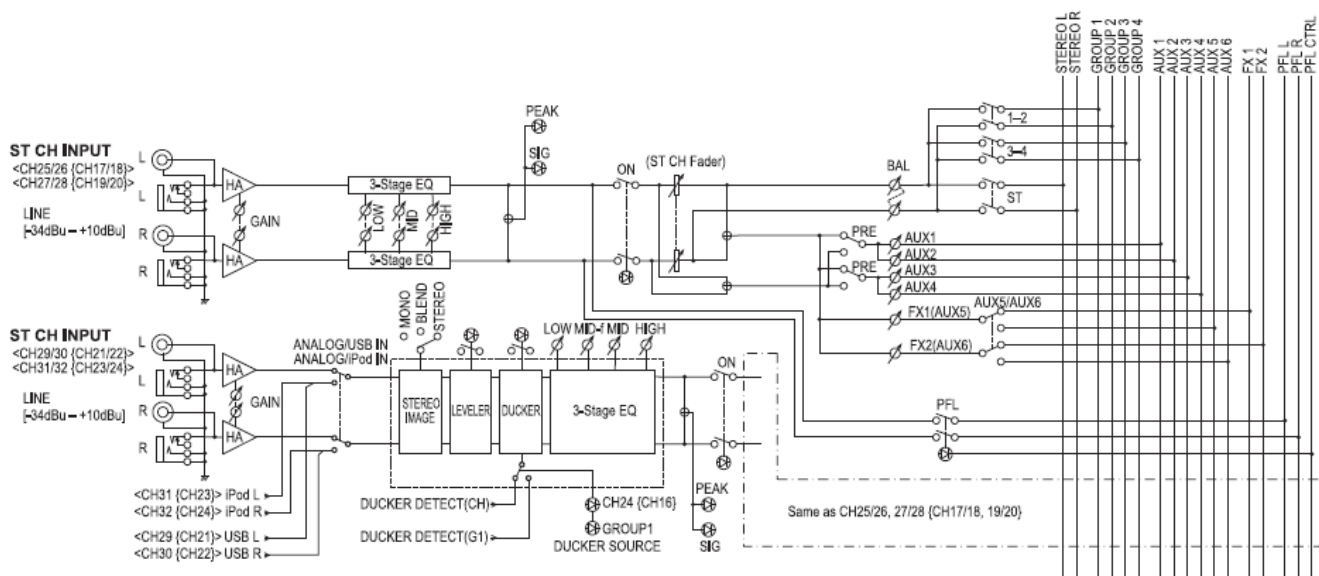 STEREO L
STEREO R
GROUP 1
GROUP 2
GROUP 3
GROUP 4
AUX 1
AUX 2
AUX 3
AUX 4
AUX 5
AUX 6
FX 1
FX 2
PFL L
PFL R
PFL CTRL
PEAK
SIG
ST CH INPUT
<CH25/26 {CH17/18}>
<CH27/28 {CH19/20}>
LINE
[-34dBu – +10dBu]
L
L
R
R
HA
HA
GAIN
3-Stage EQ
LOW
MID
HIGH
3-Stage EQ
ON
(ST CH Fader)
BAL
1–2
3–4
ST
PRE
PRE
AUX1
AUX2
AUX3
AUX4
AUX5/AUX6
FX1(AUX5)
FX2(AUX6)
PFL
ST CH INPUT
<CH29/30 {CH21/22}>
<CH31/32 {CH23/24}>
LINE
[-34dBu – +10dBu]
L
L
R
R
HA
HA
GAIN
ANALOG/USB IN
ANALOG/iPod IN
MONO
BLEND
STEREO
LOW MID-f MID HIGH
STEREO
IMAGE
LEVELER
DUCKER
3-Stage EQ
ON
<CH31 {CH23}> iPod L
<CH32 {CH24}> iPod R
<CH29 {CH21}> USB L
<CH30 {CH22}> USB R
DUCKER DETECT(CH)
DUCKER DETECT(G1)
CH24 {CH16}
GROUP1
DUCKER SOURCE
PEAK
SIG
Same as CH25/26, 27/28 {CH17/18, 19/20}